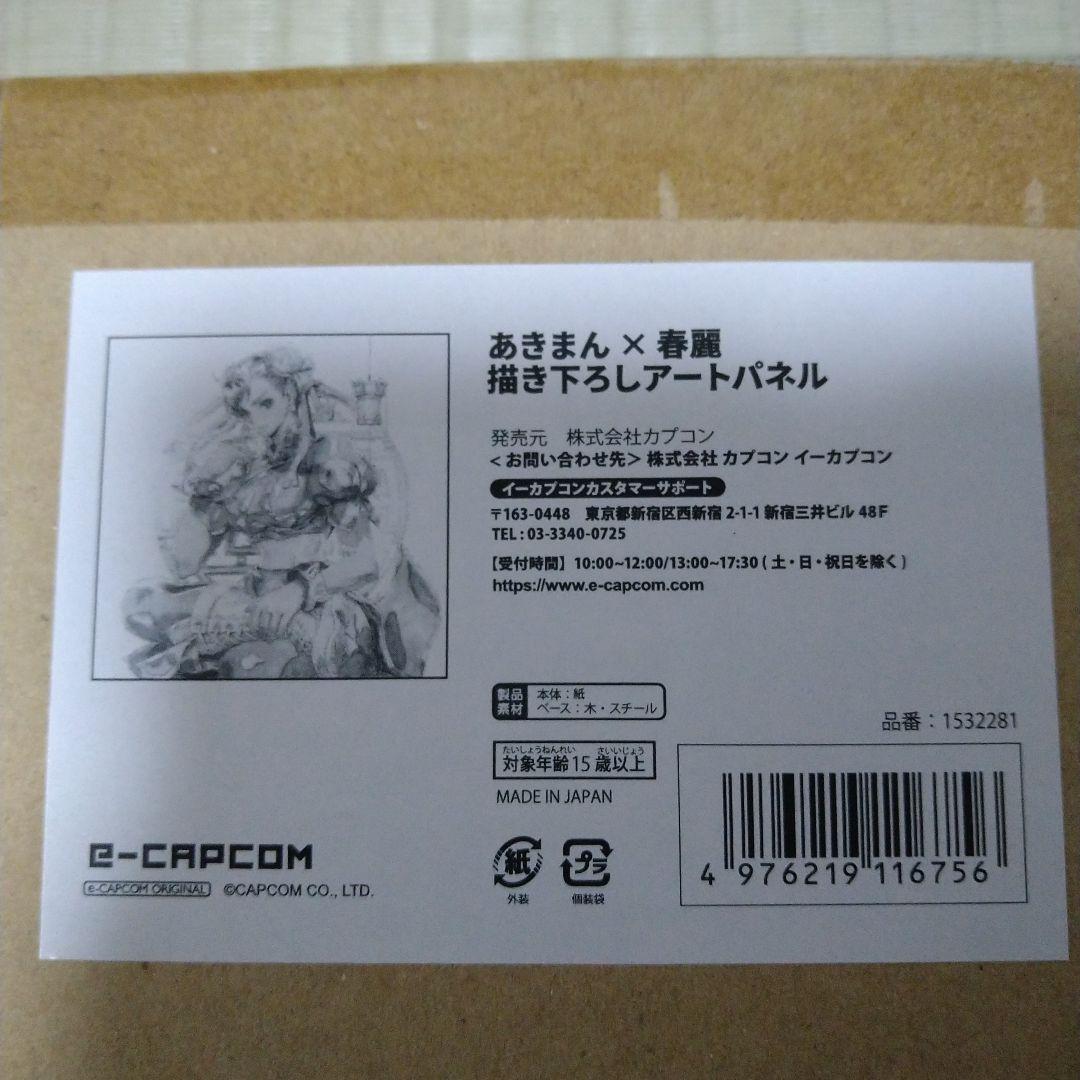 あきまん × 春麗
描き下ろしアートパネル
発売元　株式会社カプコン
< お問い合わせ先> 株式会社 カプコン イーカプコン
イーカプコンカスタマーサポート
〒163-0448　東京都新宿区西新宿 2-1-1 新宿三井ビル 48F
TEL : 03-3340-0725
【受付時間】10:00~12:00/13:00~17:30 ( 土・日・祝日を除く )
https://www.e-capcom.com
製品素材
本体：紙
ベース：木・スチール
品番：1532281
たいしょうねんれい　さいいじょう
対象年齢 15 歳以上
MADE IN JAPAN
紙
外装
プラ
個装袋
4 976219 116756
e-CAPCOM
e-CAPCOM ORIGINAL ©CAPCOM CO., LTD.